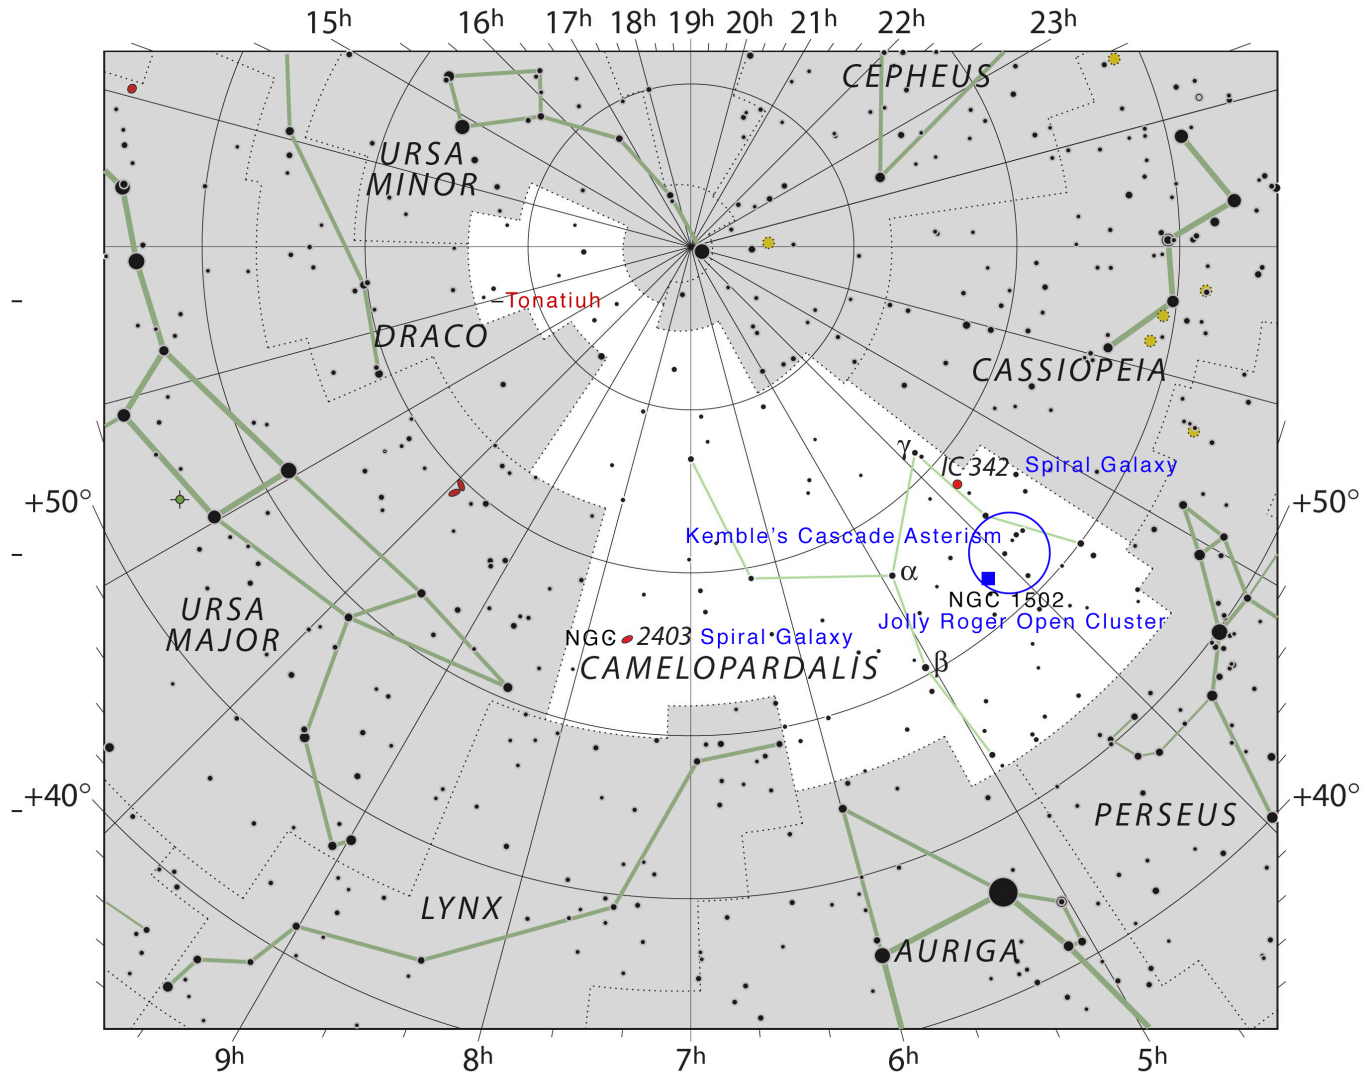 15h 16h 17h 18h 19h 20h 21h 22h 23h
CEPHEUS
URSA
MINOR
Tonatiuh
DRACO
CASSIOPEIA
γ
IC 342 Spiral Galaxy
+50° +50°
Kemble's Cascade Asterism
α
NGC 1502
Jolly Roger Open Cluster
URSA
MAJOR
NGC 2403 Spiral Galaxy
CAMELOPARDALIS
β
+40° +40°
PERSEUS
LYNX
AURIGA
9h 8h 7h 6h 5h